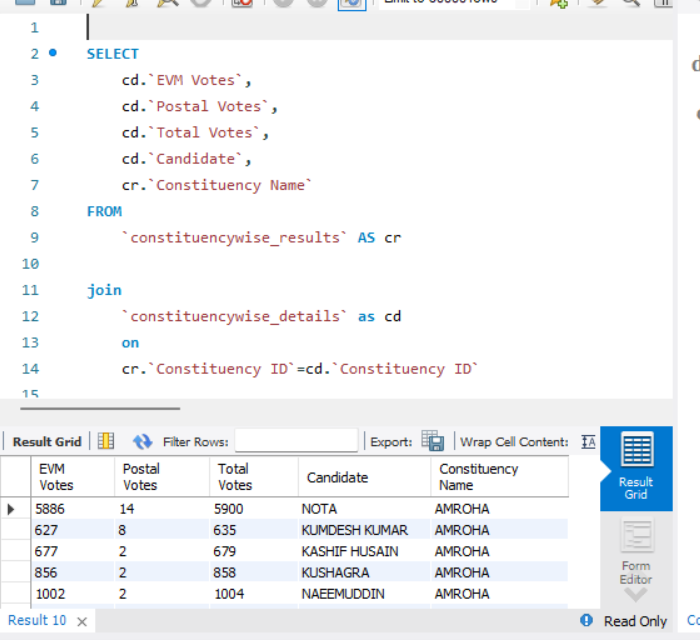 1
2 SELECT
3 cd.`EVM Votes`,
4 cd.`Postal Votes`,
5 cd.`Total Votes`,
6 cd.`Candidate`,
7 cr.`Constituency Name`
8 FROM
9 `constituencywise_results` AS cr
10
11 join
12 `constituencywise_details` as cd
13 on
14 cr.`Constituency ID`=cd.`Constituency ID`
15
Result Grid Filter Rows: Export: Wrap Cell Content:
EVM Votes Postal Votes Total Votes Candidate Constituency Name
5886 14 5900 NOTA AMROHA
627 8 635 KUMDESH KUMAR AMROHA
677 2 679 KASHIF HUSAIN AMROHA
856 2 858 KUSHAGRA AMROHA
1002 2 1004 NAEEMUDDIN AMROHA
Result
Grid
Form
Editor
Result 10 Read Only